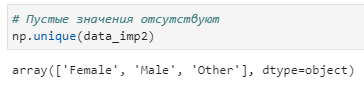 # Пустые значения отсутствуют
np.unique(data_imp2)
array(['Female', 'Male', 'Other'], dtype=object)